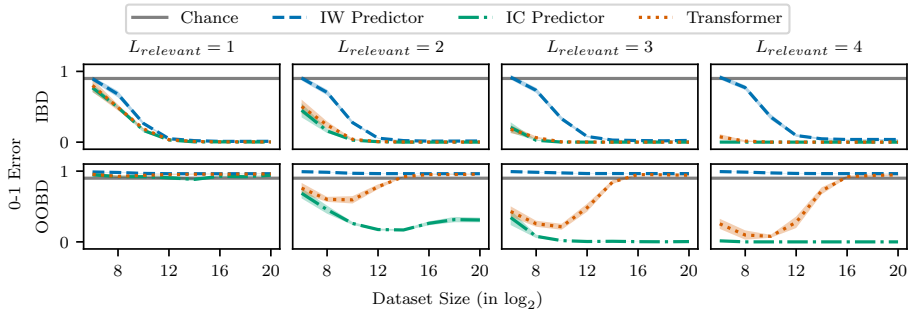 Chance IW Predictor IC Predictor Transformer
L_relevant = 1 L_relevant = 2 L_relevant = 3 L_relevant = 4
0-1 Error
IBD
1
0
OOBD
1
0
8 12 16 20 8 12 16 20 8 12 16 20 8 12 16 20
Dataset Size (in log_2)